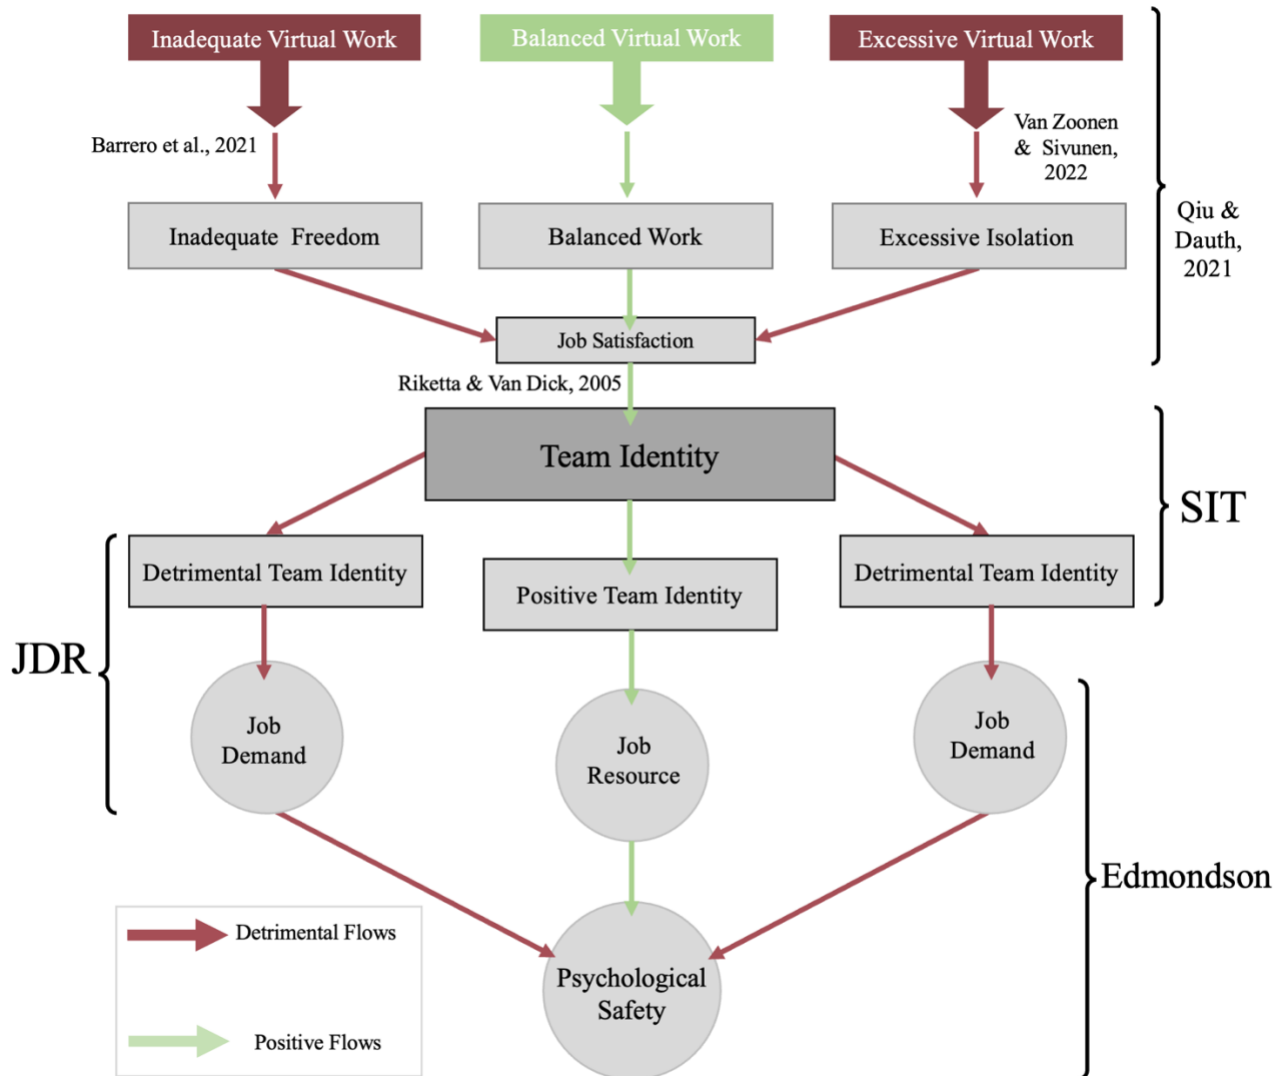 Inadequate Virtual Work
Balanced Virtual Work
Excessive Virtual Work
Barrero et al., 2021
Van Zoonen
& Sivunen,
2022
Qiu &
Dauth,
2021
Inadequate Freedom
Balanced Work
Excessive Isolation
Job Satisfaction
Riketta & Van Dick, 2005
Team Identity
SIT
Detrimental Team Identity
Positive Team Identity
Detrimental Team Identity
JDR
Job
Demand
Job
Resource
Job
Demand
Edmondson
Detrimental Flows
Positive Flows
Psychological
Safety